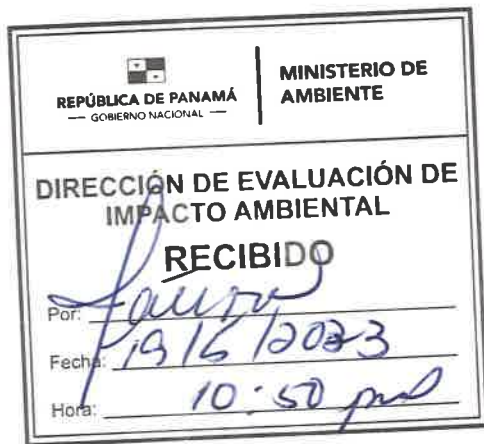 REPÚBLICA DE PANAMÁ
— GOBIERNO NACIONAL —
MINISTERIO DE
AMBIENTE
DIRECCIÓN DE EVALUACIÓN DE
IMPACTO AMBIENTAL
RECIBIDO
Por:
Fecha: 19/6/2023
Hora: 10:50